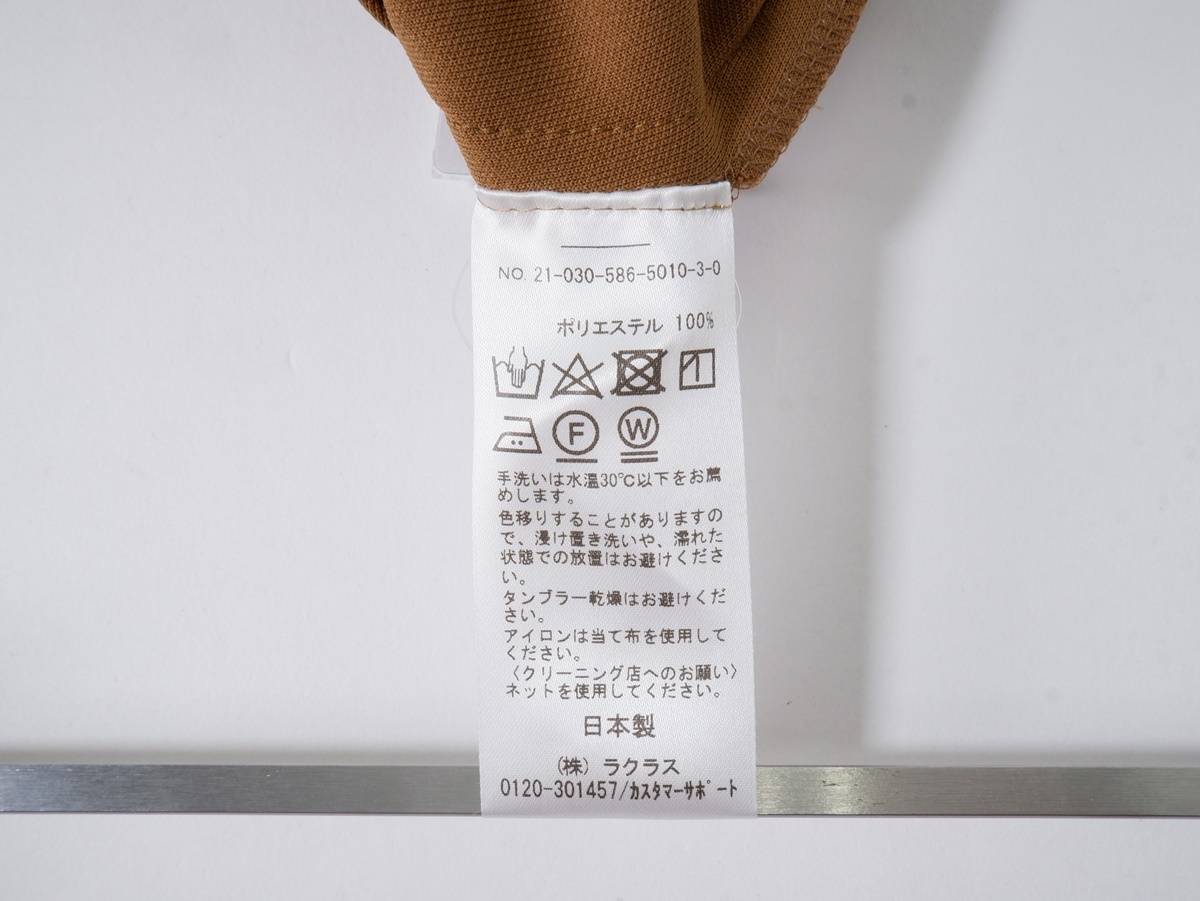 NO. 21-030-586-5010-3-0
ポリエステル 100%
F W
手洗いは水温30℃以下をお薦
めします。
色移りすることがありますの
で、浸け置き洗いや、濡れた
状態での放置はお避けくださ
い。
タンブラー乾燥はお避けくだ
さい。
アイロンは当て布を使用して
ください。
〈クリーニング店へのお願い〉
ネットを使用してください。
日本製
(株) ラクラス
0120-301457/カスタマーサポート